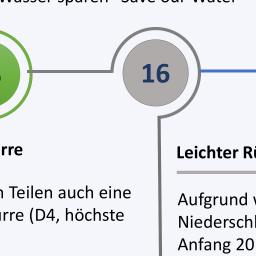 Wasser sparen - Save our Water
16
rre
n Teilen auch eine
rre (D4, höchste
Leichter Rü
Aufgrund v
Niederschl
Anfang 20